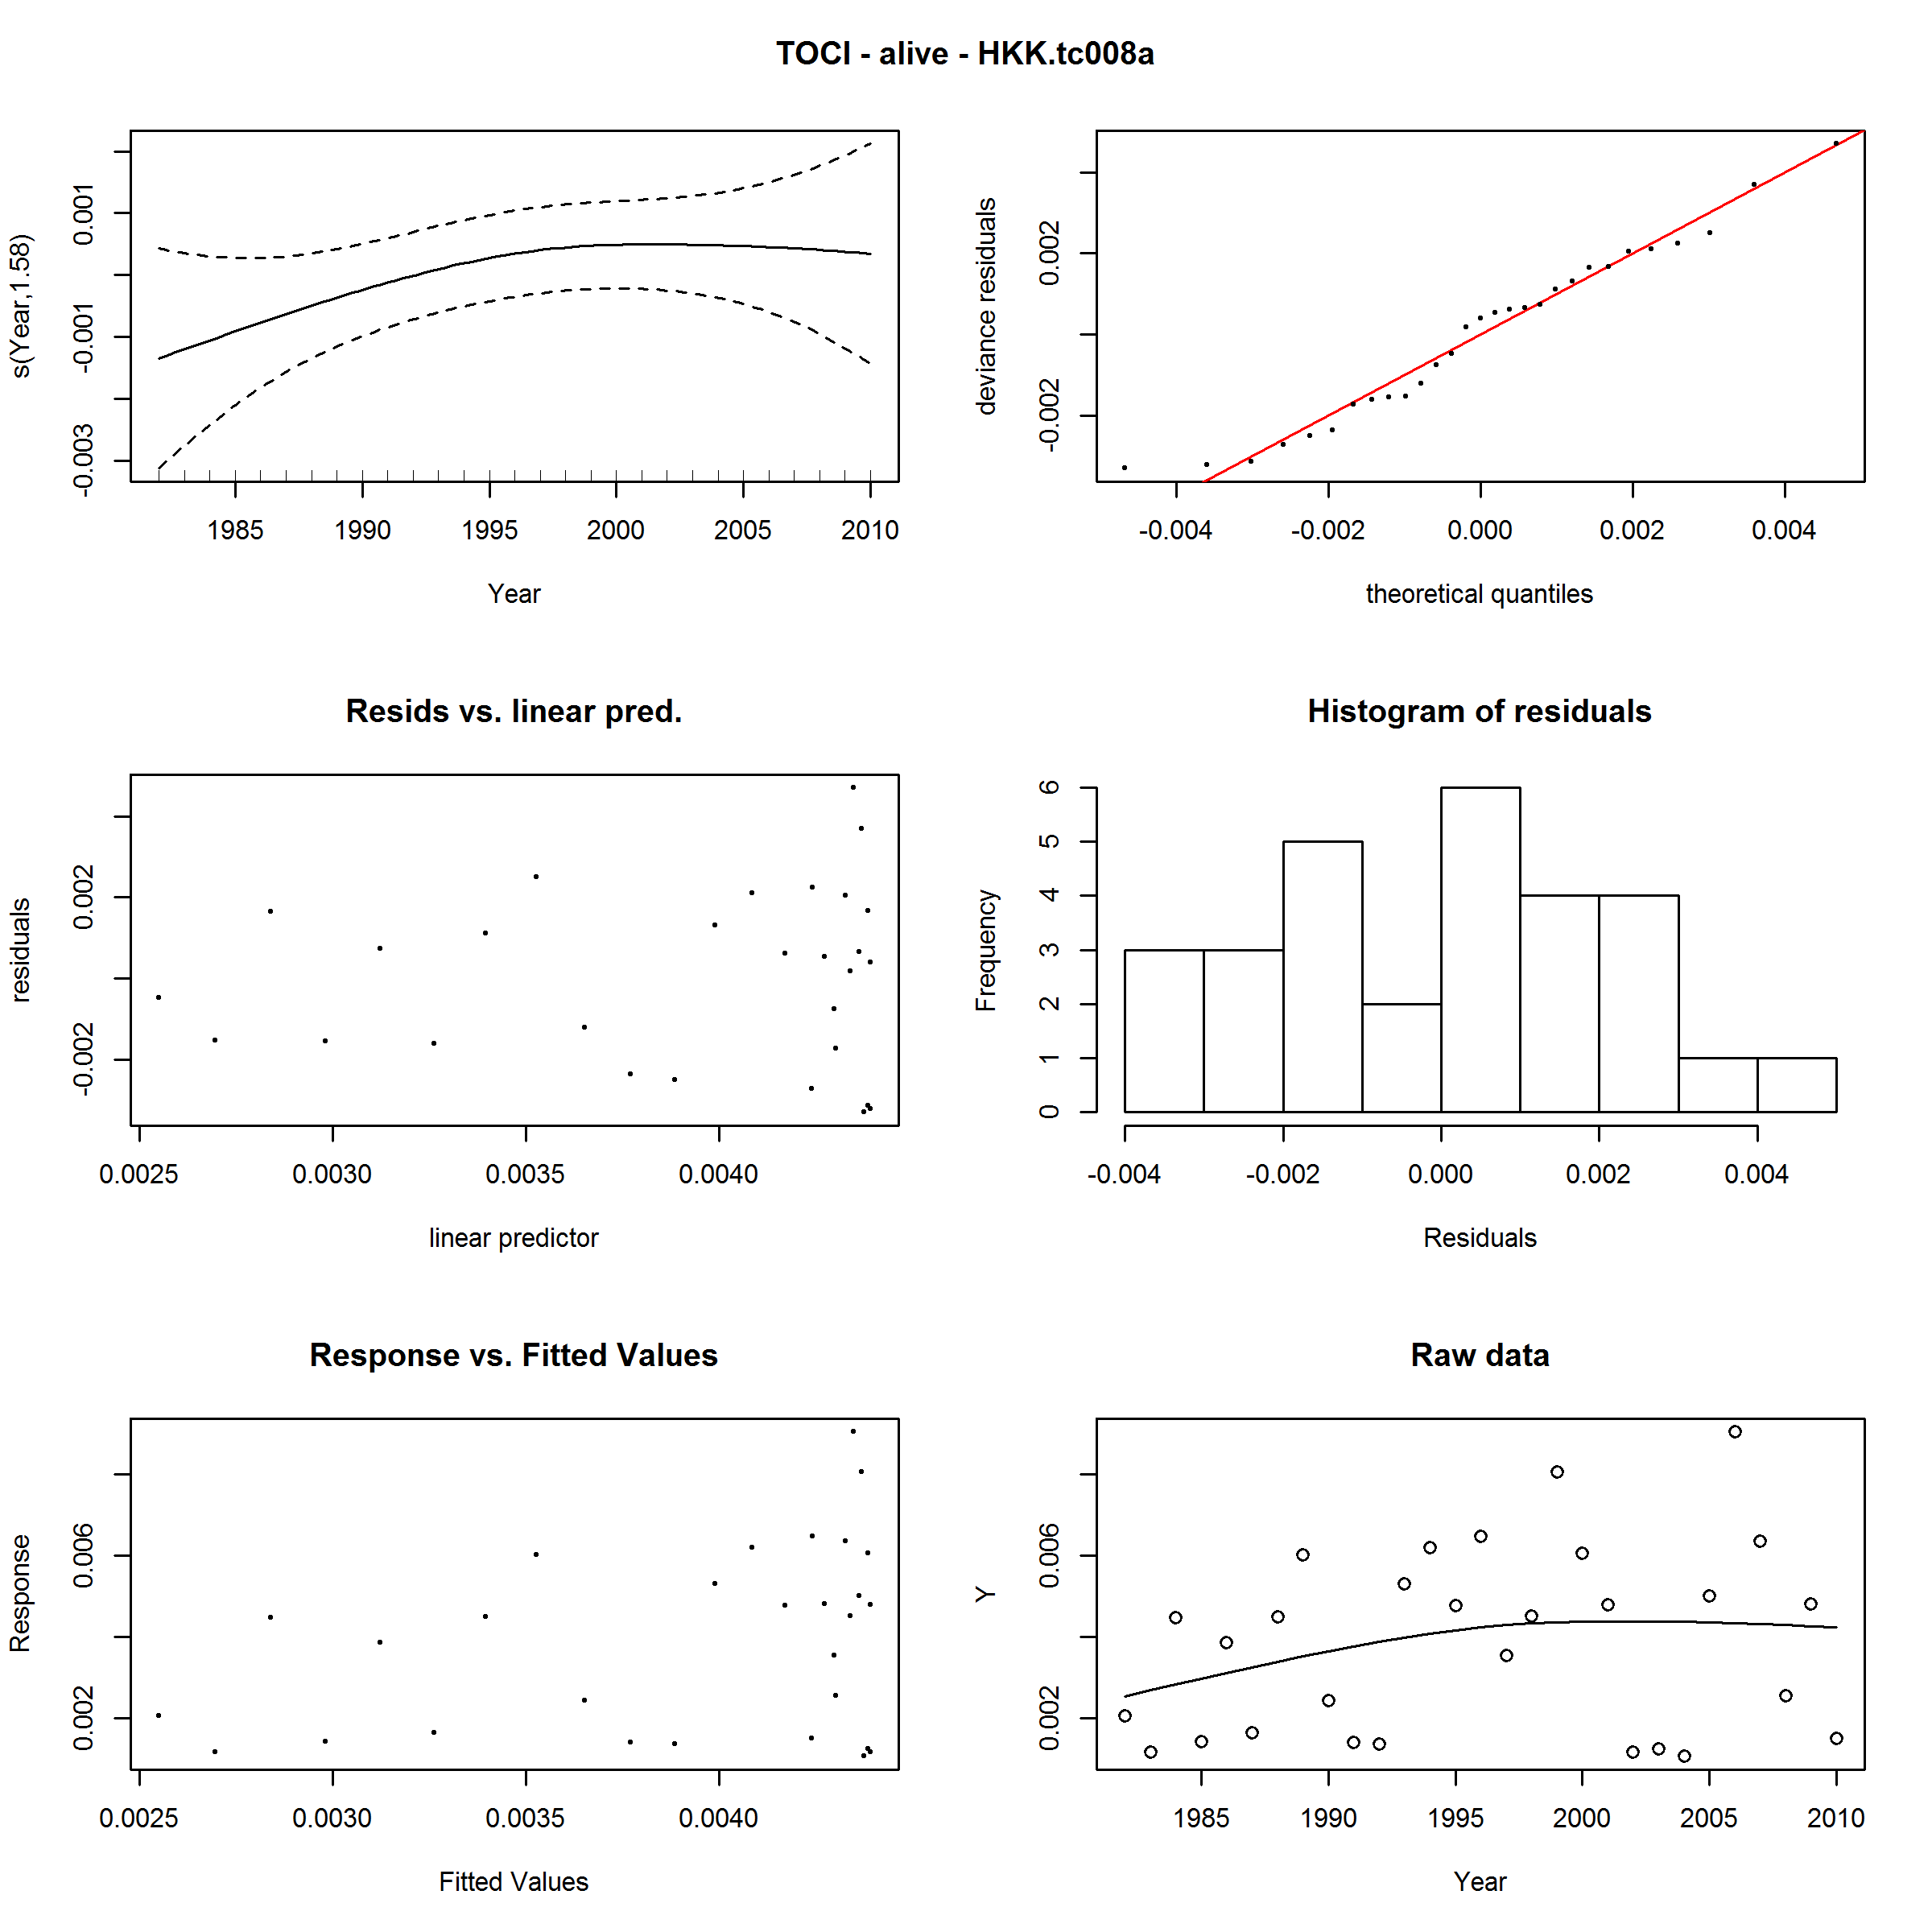 TOCI - alive - HKK.tc008a
s(Year,1.58)
-0.003 -0.001 0.001
1985 1990 1995 2000 2005 2010
Year
deviance residuals
-0.002 0.002
-0.004 -0.002 0.000 0.002 0.004
theoretical quantiles
Resids vs. linear pred.
residuals
-0.002 0.002
0.0025 0.0030 0.0035 0.0040
linear predictor
Histogram of residuals
Frequency
0 1 2 3 4 5 6
-0.004 -0.002 0.000 0.002 0.004
Residuals
Response vs. Fitted Values
Response
0.002 0.006
0.0025 0.0030 0.0035 0.0040
Fitted Values
Raw data
Y
0.002 0.006
1985 1990 1995 2000 2005 2010
Year